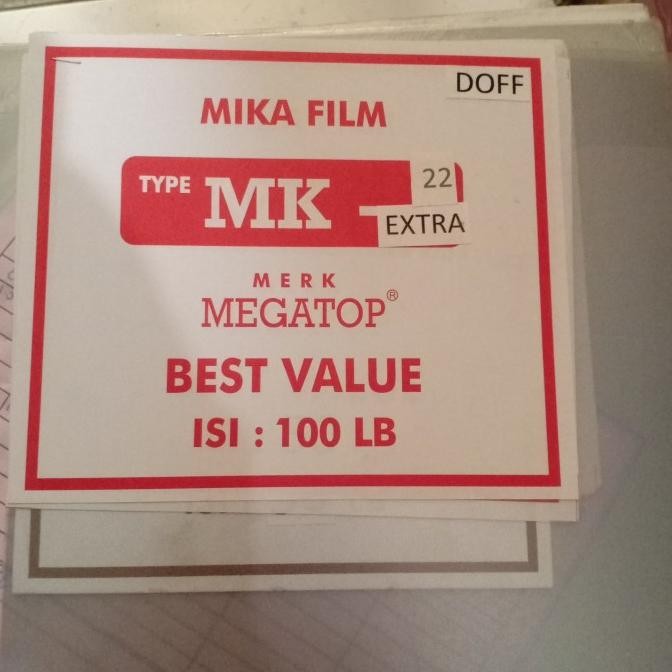 DOFF
MIKA FILM
TYPE MK 22
EXTRA
MERK
MEGATOP®
BEST VALUE
ISI : 100 LB